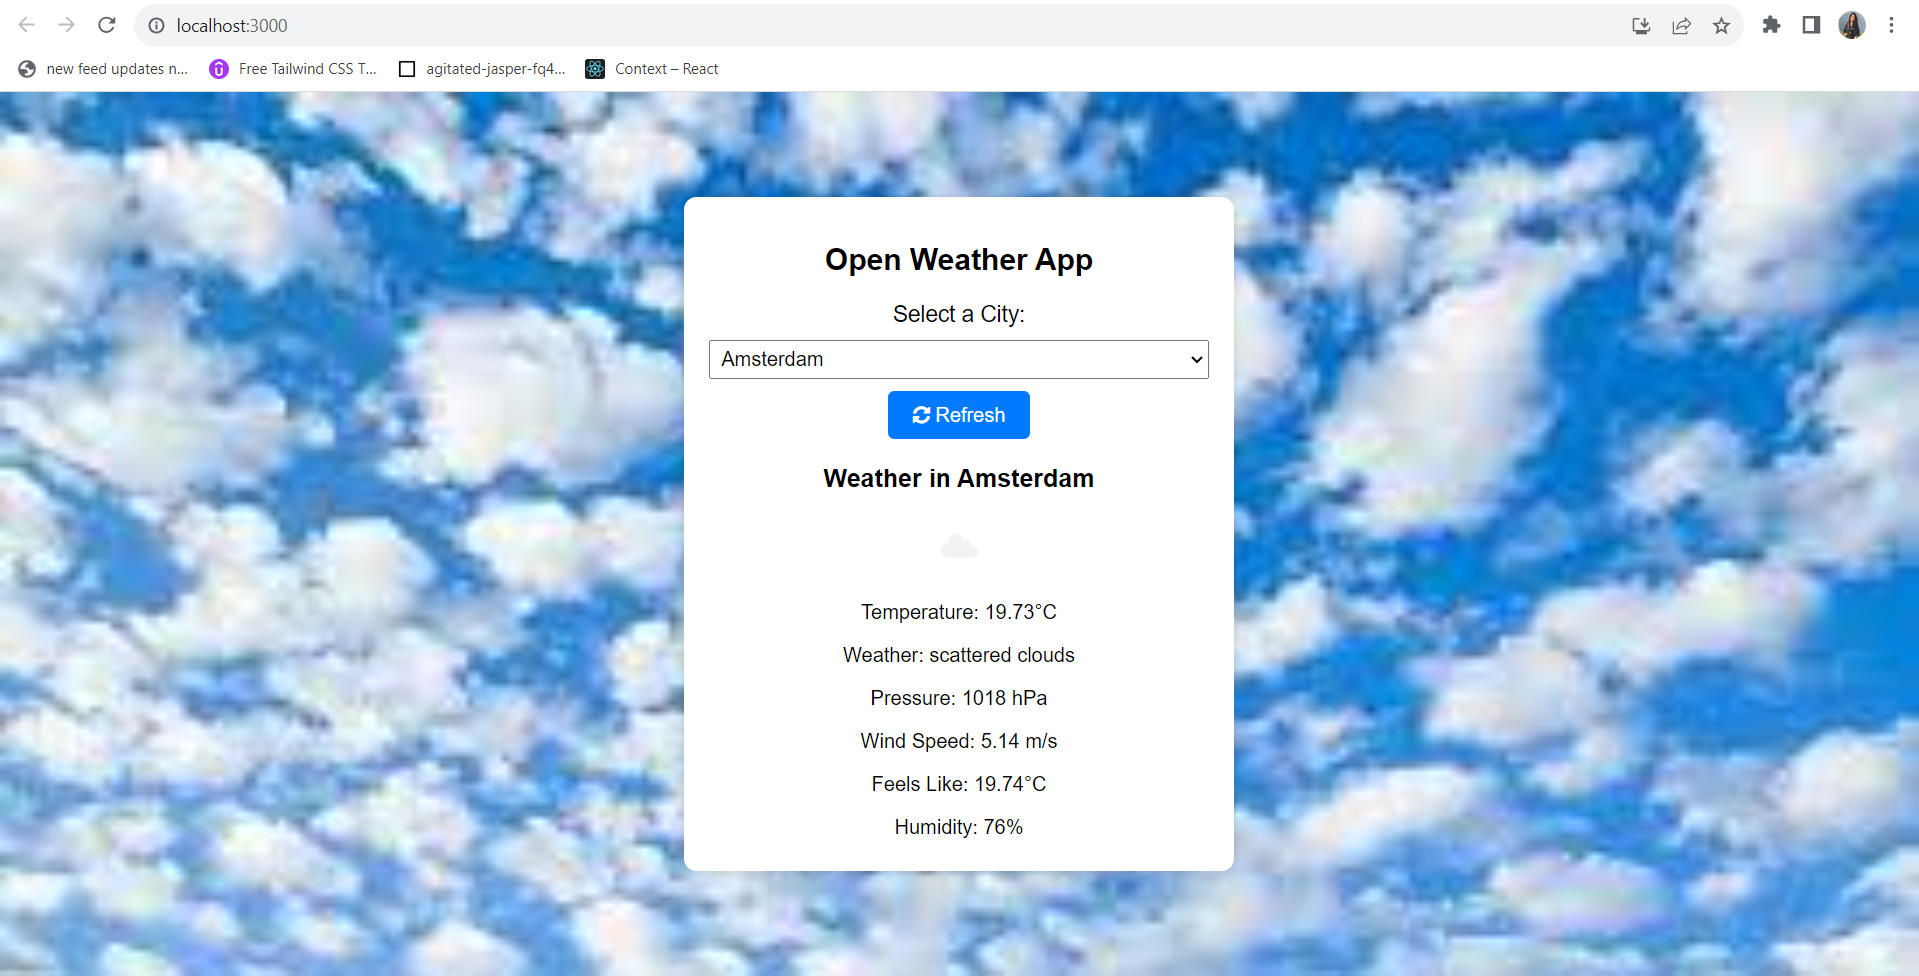 localhost:3000
new feed updates n...
Free Tailwind CSS T...
agitated-jasper-fq4...
Context – React
Open Weather App
Select a City:
Amsterdam
Refresh
Weather in Amsterdam
Temperature: 19.73°C
Weather: scattered clouds
Pressure: 1018 hPa
Wind Speed: 5.14 m/s
Feels Like: 19.74°C
Humidity: 76%